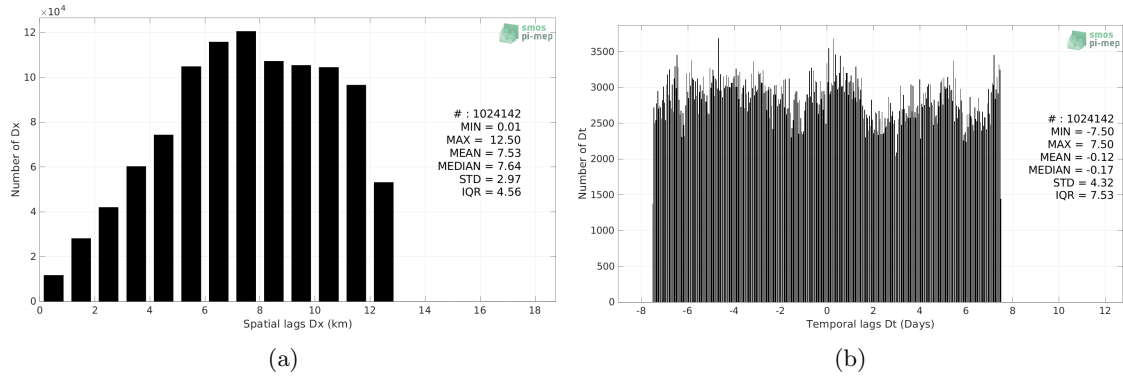 ×10⁴
12
10
8
6
4
2
0
0 2 4 6 8 10 12 14 16 18
Number of Dx
Spatial lags Dx (km)
smos
pi-mep
# : 1024142
MIN = 0.01
MAX = 12.50
MEAN = 7.53
MEDIAN = 7.64
STD = 2.97
IQR = 4.56
(a)
3500
3000
2500
2000
1500
1000
500
0
-8 -6 -4 -2 0 2 4 6 8 10 12
Number of Dt
Temporal lags Dt (Days)
smos
pi-mep
# : 1024142
MIN = -7.50
MAX = 7.50
MEAN = -0.12
MEDIAN = -0.17
STD = 4.32
IQR = 7.53
(b)